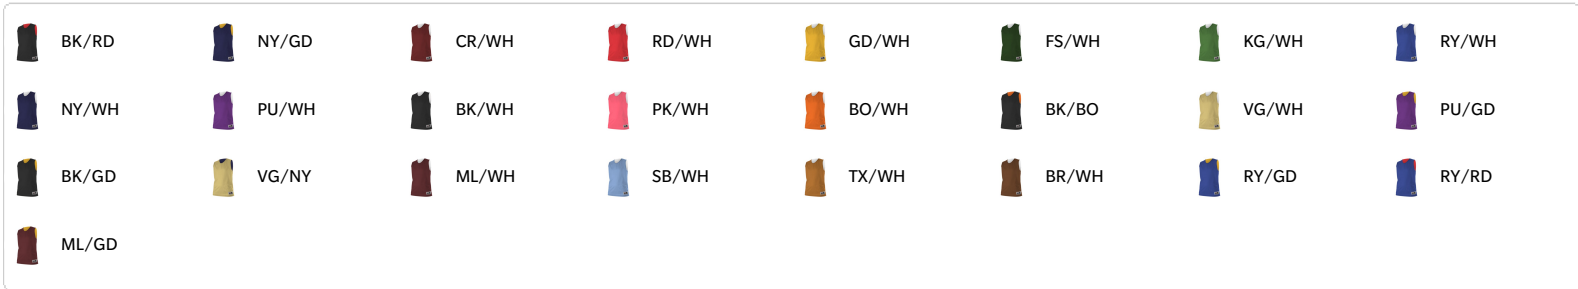 BK/RD NY/GD CR/WH RD/WH GD/WH FS/WH KG/WH RY/WH
NY/WH PU/WH BK/WH PK/WH BO/WH BK/BO VG/WH PU/GD
BK/GD VG/NY ML/WH SB/WH TX/WH BR/WH RY/GD RY/RD
ML/GD